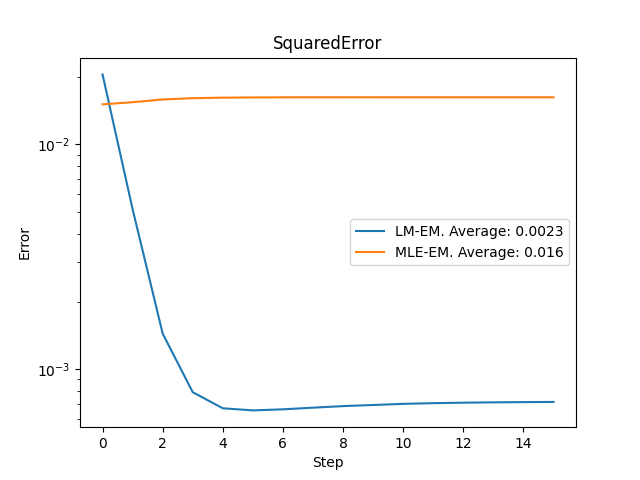 SquaredError
Error
10⁻²
10⁻³
LM-EM. Average: 0.0023
MLE-EM. Average: 0.016
0 2 4 6 8 10 12 14
Step